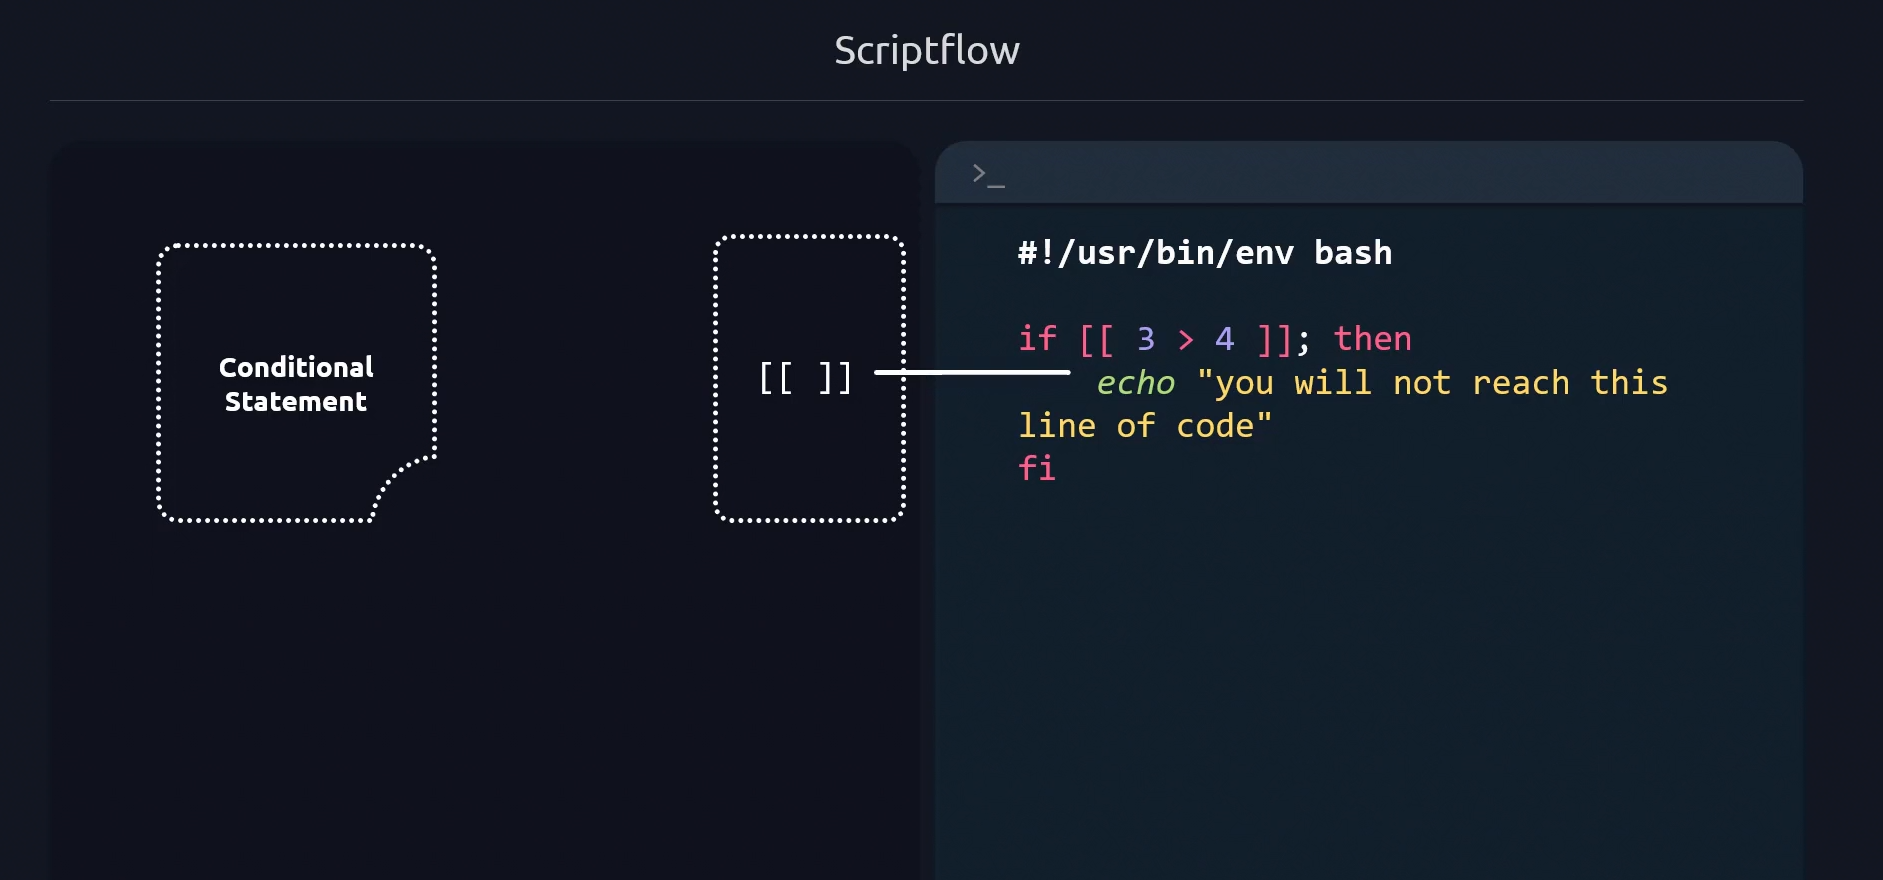 Scriptflow
Conditional
Statement
[[ ]]
>_
#!/usr/bin/env bash
if [[ 3 > 4 ]]; then
echo "you will not reach this
line of code"
fi